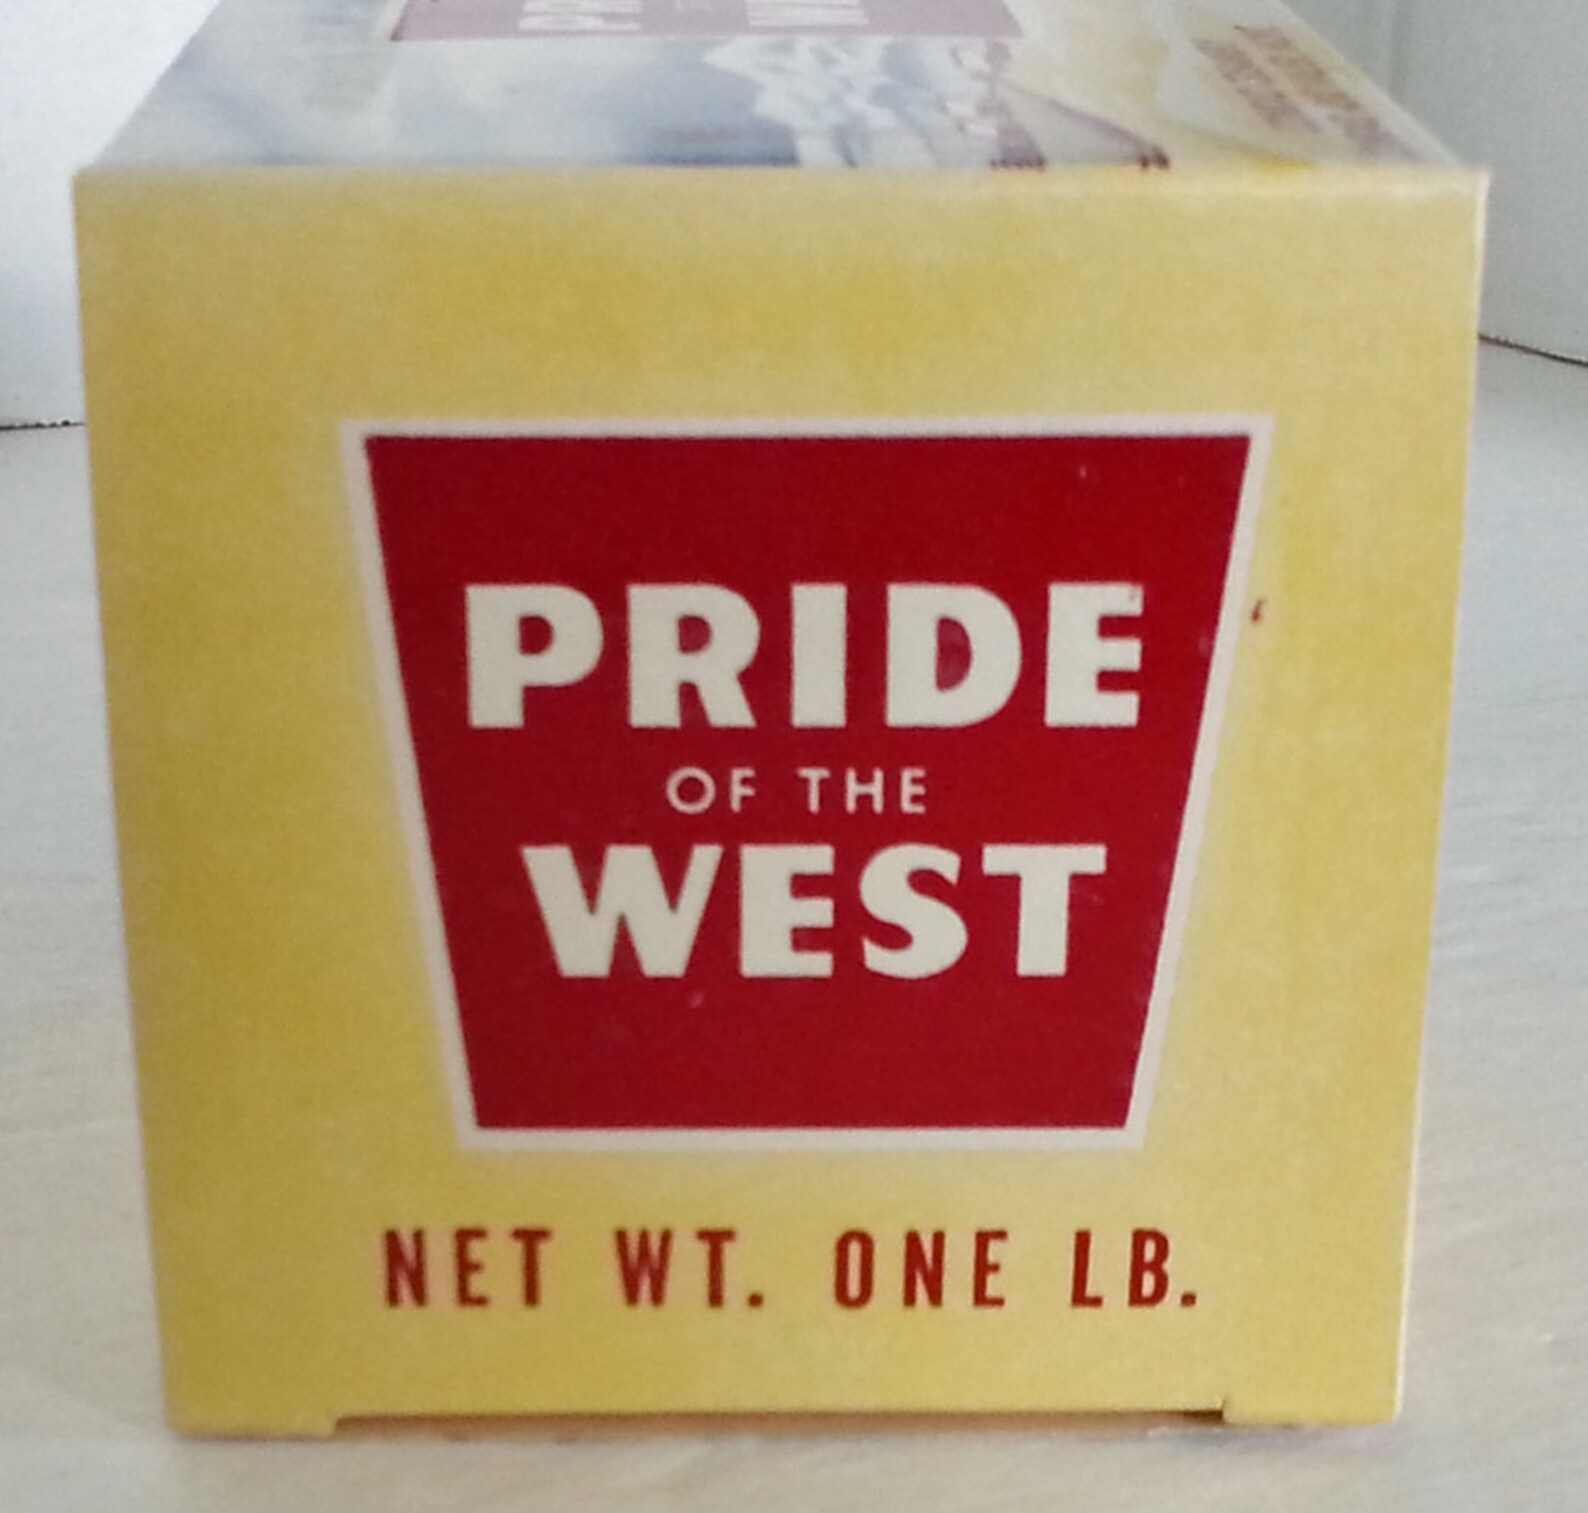 PRIDE
OF THE
WEST
NET WT. ONE LB.